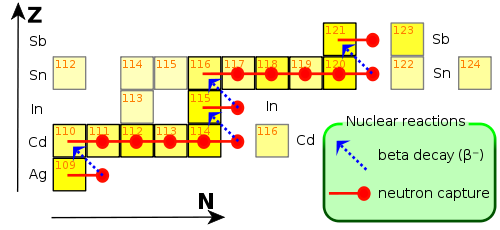 Z
Sb 121 123 Sb
Sn 112 114 115 116 117 118 119 120 122 Sn 124
In 113 115 In
Cd 110 111 112 113 114 116 Cd
Ag 109
N
Nuclear reactions
beta decay (β⁻)
neutron capture